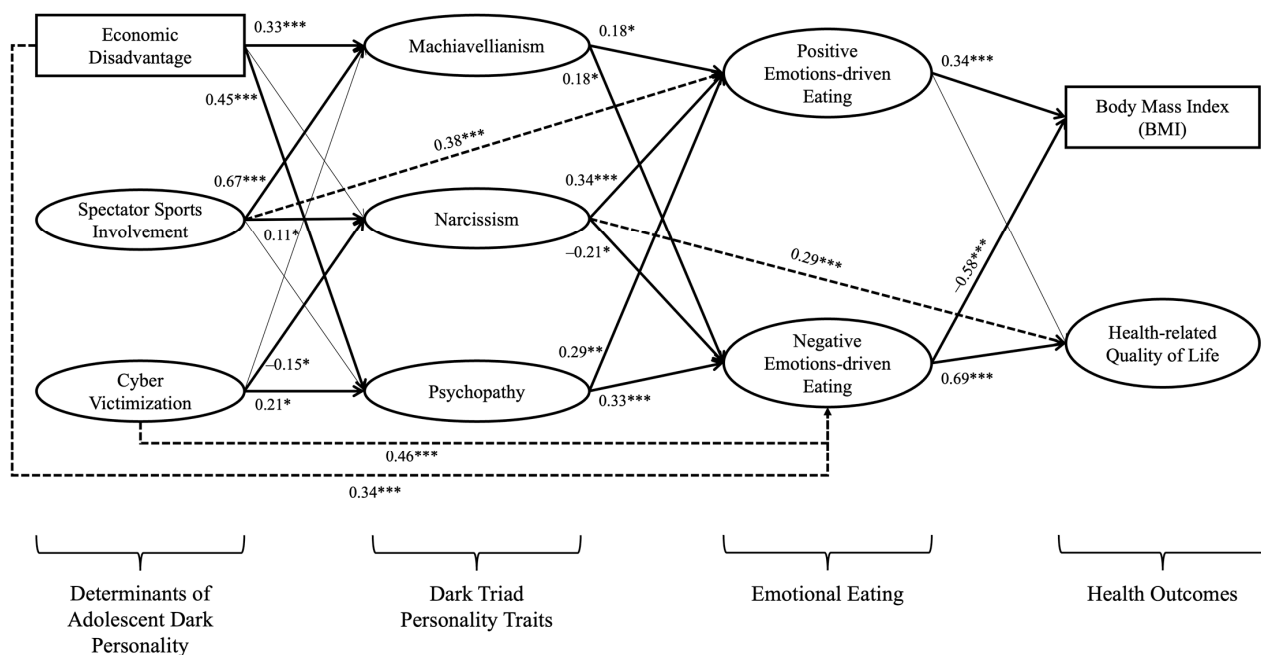 Economic
Disadvantage
0.33***
Machiavellianism
0.18*
0.18*
Positive
Emotions-driven
Eating
0.34***
Body Mass Index
(BMI)
0.45***
0.38***
0.67***
0.34***
Spectator Sports
Involvement
0.11*
Narcissism
–0.21*
0.29***
–0.58***
Cyber
Victimization
–0.15*
0.21*
Psychopathy
0.29**
0.33***
Negative
Emotions-driven
Eating
0.69***
Health-related
Quality of Life
0.46***
0.34***
Determinants of
Adolescent Dark
Personality
Dark Triad
Personality Traits
Emotional Eating
Health Outcomes